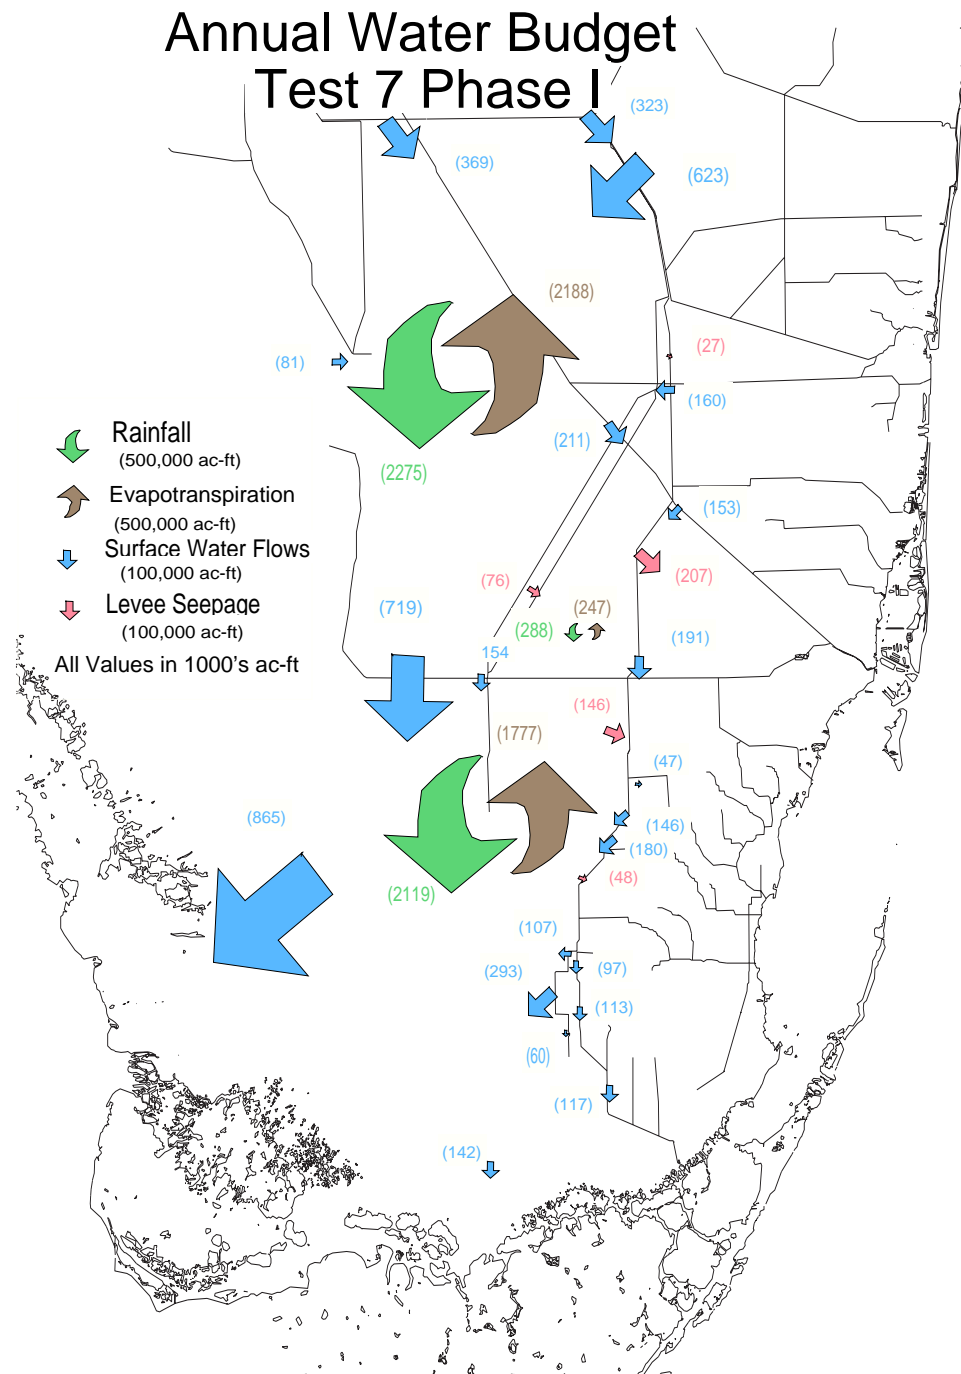 Annual Water Budget
Test 7 Phase I
(323)
(369)
(623)
(2188)
(27)
(81)
(160)
(211)
Rainfall
(500,000 ac-ft)
(2275)
Evapotranspiration
(500,000 ac-ft)
(153)
Surface Water Flows
(100,000 ac-ft)
(76)
(207)
Levee Seepage
(100,000 ac-ft)
(719)
(247)
(288)
(191)
154
All Values in 1000's ac-ft
(146)
(1777)
(47)
(865)
(146)
(180)
(48)
(2119)
(107)
(293)
(97)
(113)
(60)
(117)
(142)